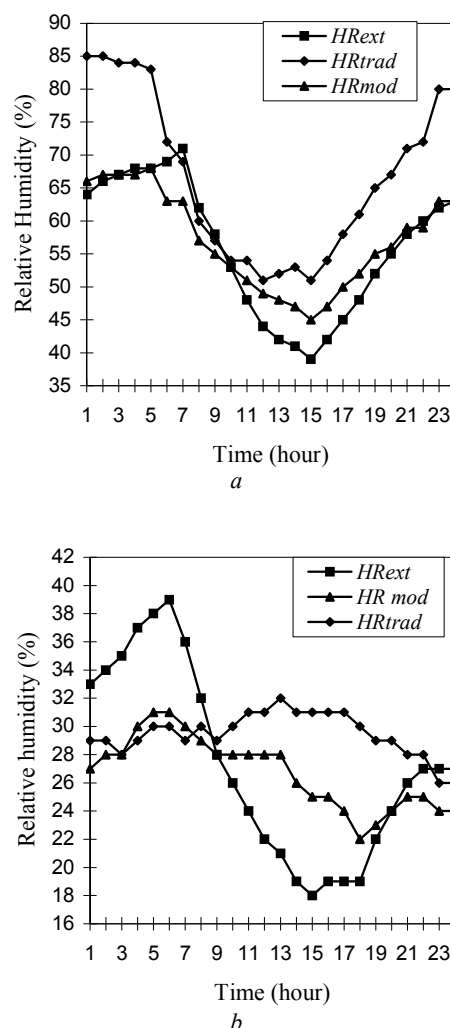 90
85
80
75
70
65
60
55
50
45
40
35
Relative Humidity (%)
HRext
HRtrad
HRmod
1 3 5 7 9 11 13 15 17 19 21 23
Time (hour)
a
42
40
38
36
34
32
30
28
26
24
22
20
18
16
Relative humidity (%)
HRext
HR mod
HRtrad
1 3 5 7 9 11 13 15 17 19 21 23
Time (hour)
b